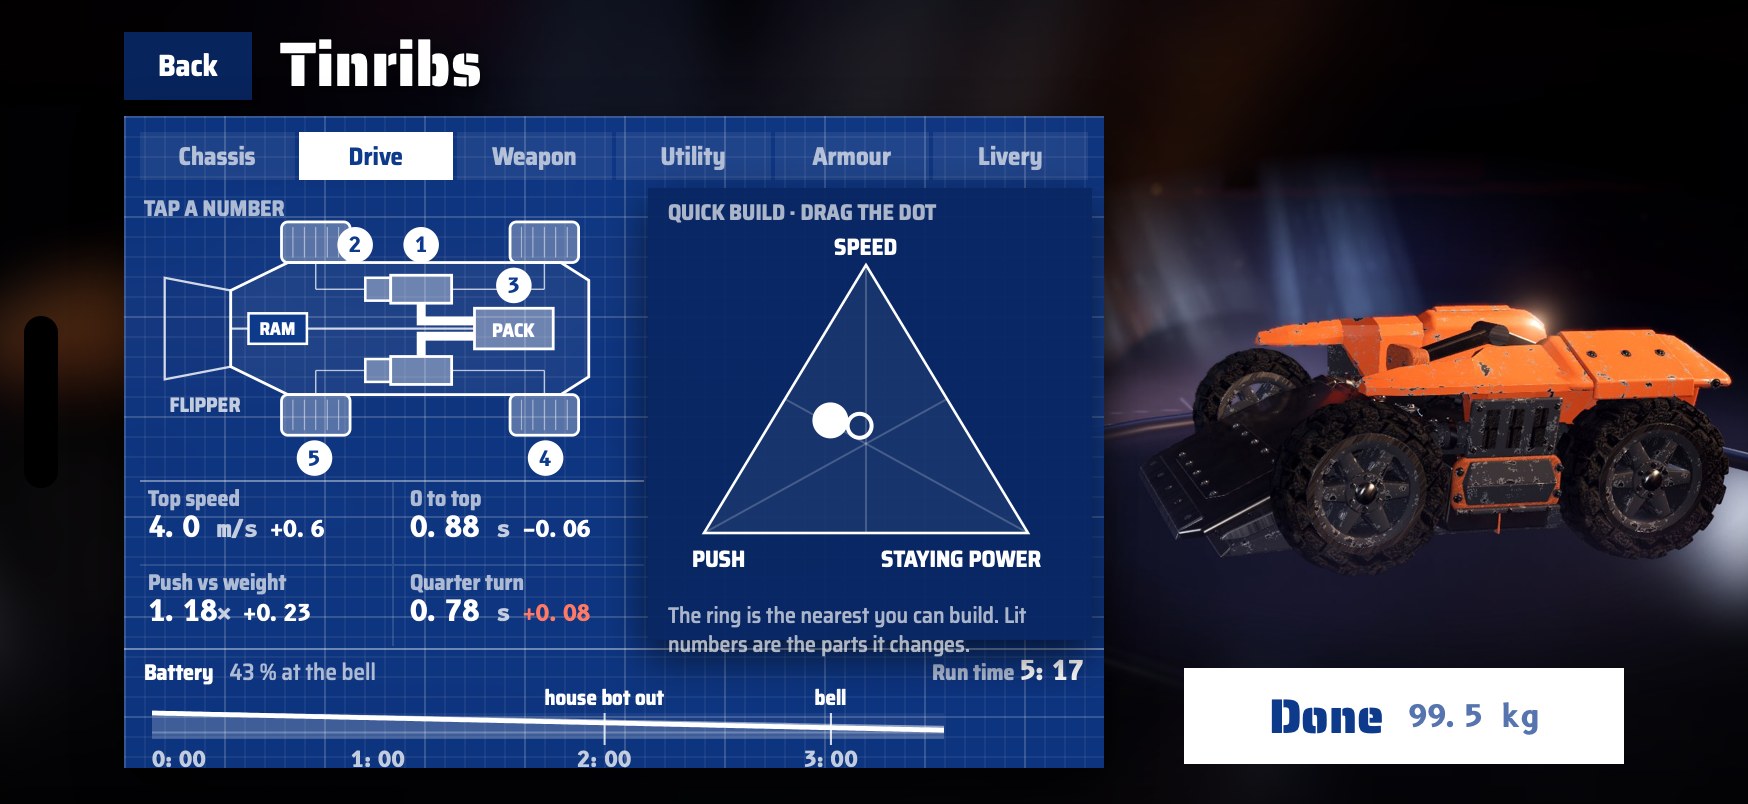 Back
Tinribs
Chassis
Drive
Weapon
Utility
Armour
Livery
TAP A NUMBER
2
1
3
RAM
PACK
FLIPPER
5
4
QUICK BUILD · DRAG THE DOT
SPEED
PUSH
STAYING POWER
The ring is the nearest you can build. Lit
numbers are the parts it changes.
Top speed
4. 0 m/s +0. 6
0 to top
0. 88 s −0. 06
Push vs weight
1. 18× +0. 23
Quarter turn
0. 78 s +0. 08
Battery 43 % at the bell
Run time 5: 17
house bot out
bell
0: 00
1: 00
2: 00
3: 00
Done 99. 5 kg